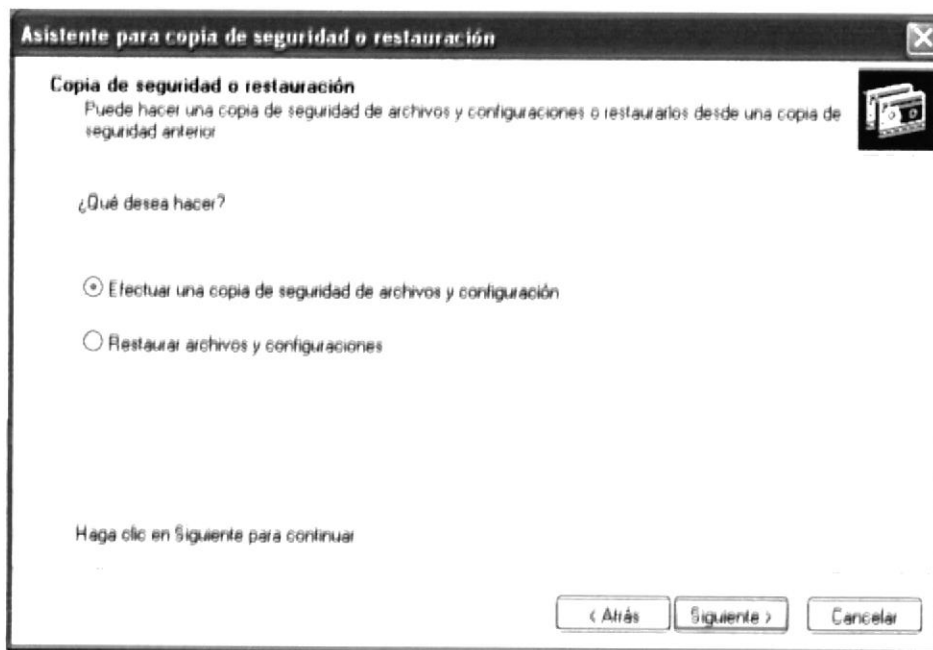 Asistente para copia de seguridad o restauración
Copia de seguridad o restauración
Puede hacer una copia de seguridad de archivos y configuraciones o restaurarlos desde una copia de
seguridad anterior
¿Qué desea hacer?
Efectuar una copia de seguridad de archivos y configuración
Restaurar archivos y configuraciones
Haga clic en Siguiente para continuar
< Atrás
Siguiente >
Cancelar